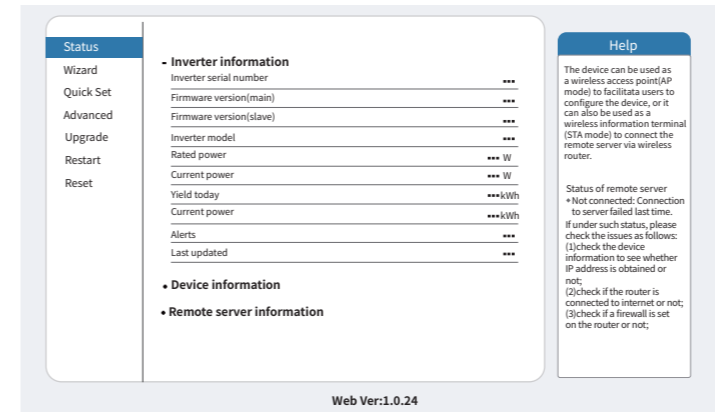 Status
Wizard
Quick Set
Advanced
Upgrade
Restart
Reset
- Inverter information
Inverter serial number ---
Firmware version(main) ---
Firmware version(slave) ---
Inverter model ---
Rated power --- W
Current power --- W
Yield today ---kWh
Current power ---kWh
Alerts ---
Last updated ---
• Device information
• Remote server information
Help
The device can be used as
a wireless access point(AP
mode) to facilitata users to
configure the device, or it
can also be used as a
wireless information terminal
(STA mode) to connect the
remote server via wireless
router.
Status of remote server
+Not connected: Connection
to server failed last time.
If under such status, please
check the issues as follows:
(1)check the device
information to see whether
IP address is obtained or
not;
(2)check if the router is
connected to internet or not;
(3)check if a firewall is set
on the router or not;
Web Ver:1.0.24